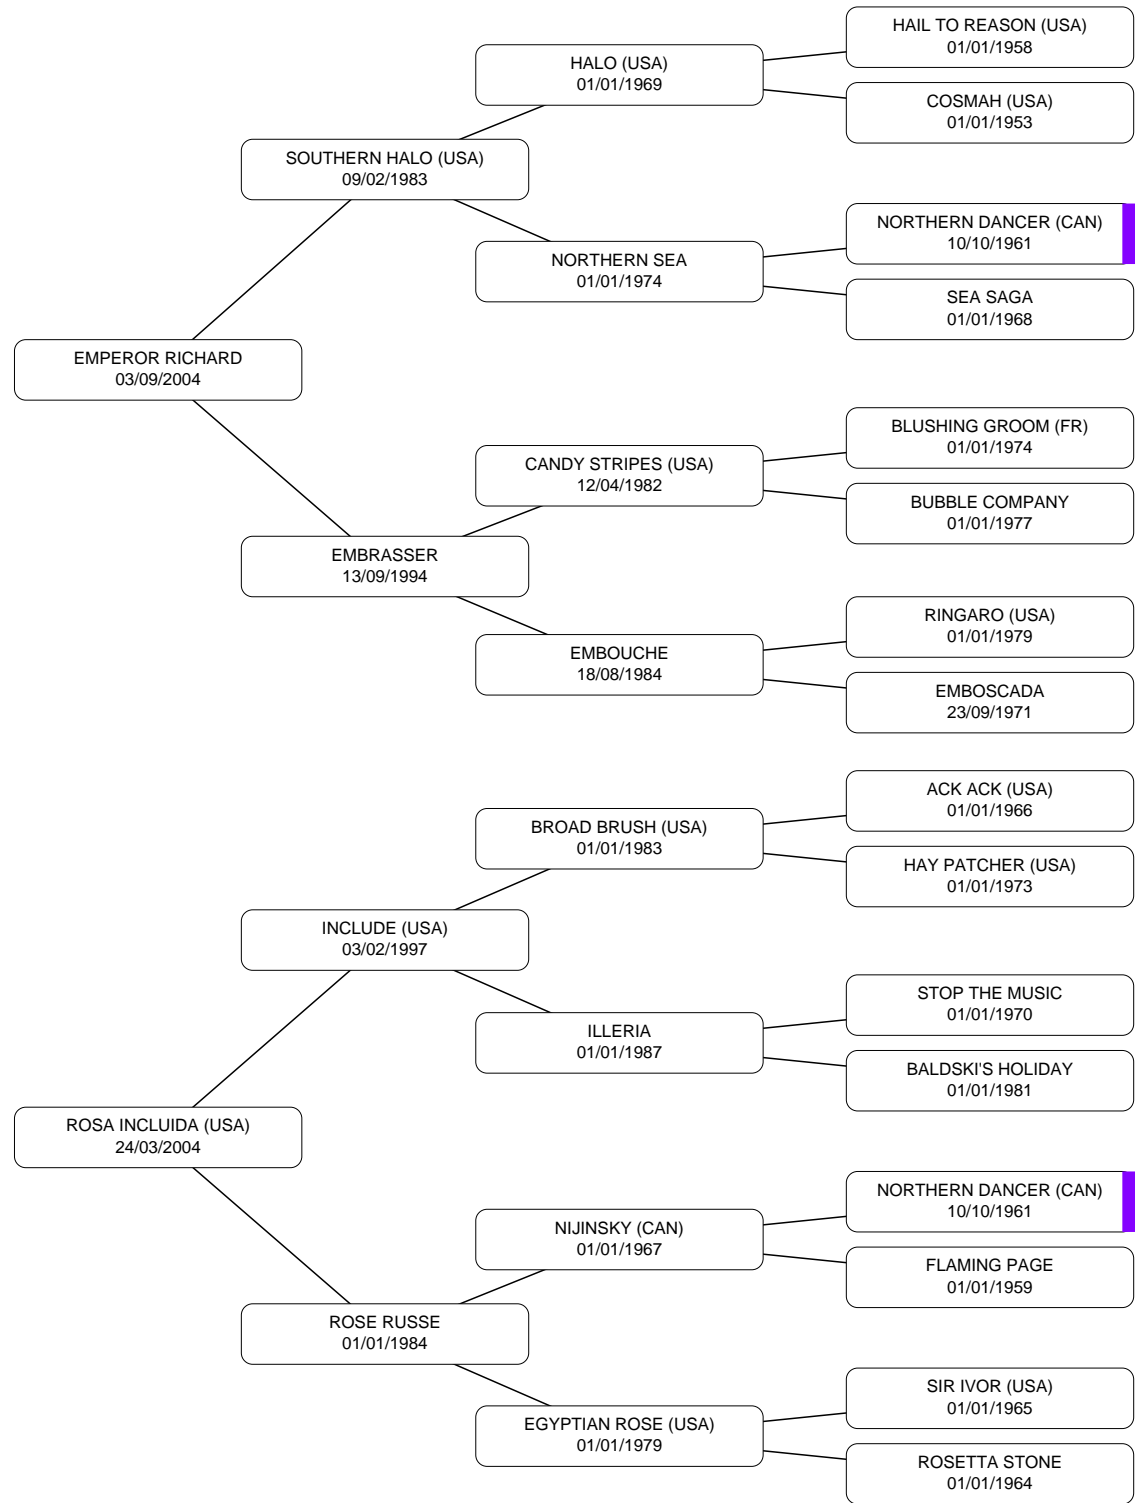 HAIL TO REASON (USA)
01/01/1958
HALO (USA)
01/01/1969
COSMAH (USA)
01/01/1953
SOUTHERN HALO (USA)
09/02/1983
NORTHERN DANCER (CAN)
10/10/1961
NORTHERN SEA
01/01/1974
SEA SAGA
01/01/1968
EMPEROR RICHARD
03/09/2004
BLUSHING GROOM (FR)
01/01/1974
CANDY STRIPES (USA)
12/04/1982
BUBBLE COMPANY
01/01/1977
EMBRASSER
13/09/1994
RINGARO (USA)
01/01/1979
EMBOUCHE
18/08/1984
EMBOSCADA
23/09/1971
ACK ACK (USA)
01/01/1966
BROAD BRUSH (USA)
01/01/1983
HAY PATCHER (USA)
01/01/1973
INCLUDE (USA)
03/02/1997
STOP THE MUSIC
01/01/1970
ILLERIA
01/01/1987
BALDSKI'S HOLIDAY
01/01/1981
ROSA INCLUIDA (USA)
24/03/2004
NORTHERN DANCER (CAN)
10/10/1961
NIJINSKY (CAN)
01/01/1967
FLAMING PAGE
01/01/1959
ROSE RUSSE
01/01/1984
SIR IVOR (USA)
01/01/1965
EGYPTIAN ROSE (USA)
01/01/1979
ROSETTA STONE
01/01/1964